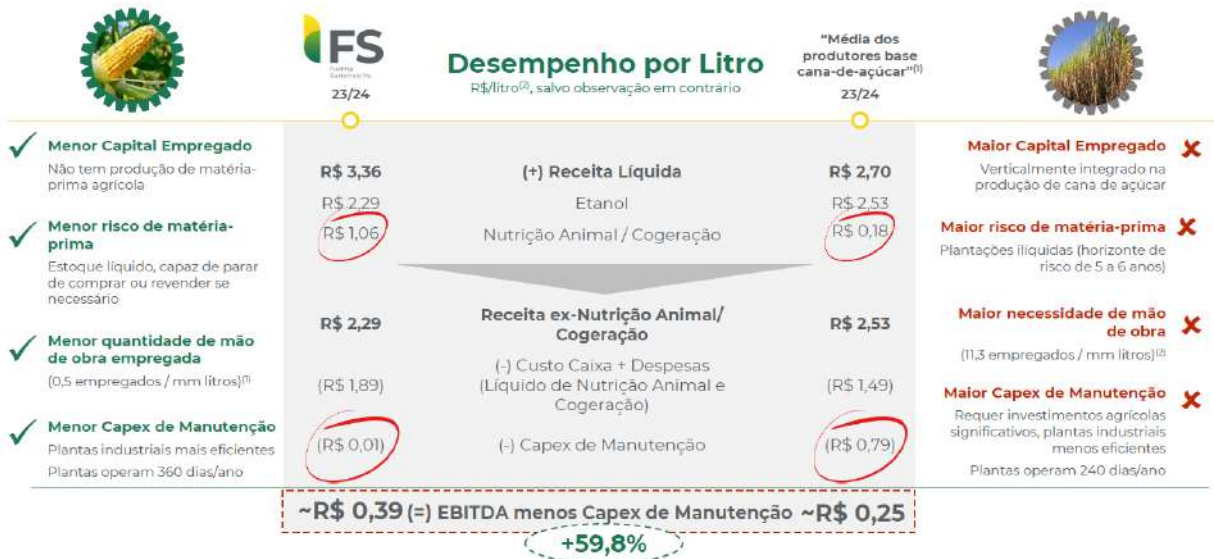 FS
Fueling Sustainability
23/24
Desempenho por Litro
R$/litro(2), salvo observação em contrário
"Média dos
produtores base
cana-de-açúcar"(1)
23/24
Menor Capital Empregado
Não tem produção de matéria-
prima agrícola
Menor risco de matéria-
prima
Estoque líquido, capaz de parar
de comprar ou revender se
necessário
Menor quantidade de mão
de obra empregada
(0,5 empregados / mm litros)(1)
Menor Capex de Manutenção
Plantas industriais mais eficientes
Plantas operam 360 dias/ano
R$ 3,36 (+) Receita Líquida R$ 2,70
R$ 2,29 Etanol R$ 2,53
R$ 1,06 Nutrição Animal / Cogeração R$ 0,18
R$ 2,29 Receita ex-Nutrição Animal/ R$ 2,53
Cogeração
(-) Custo Caixa + Despesas
(R$ 1,89) (Líquido de Nutrição Animal e (R$ 1,49)
Cogeração)
(R$ 0,01) (-) Capex de Manutenção (R$ 0,79)
Maior Capital Empregado
Verticalmente integrado na
produção de cana de açúcar
Maior risco de matéria-prima
Plantações ilíquidas (horizonte de
risco de 5 a 6 anos)
Maior necessidade de mão
de obra
(11,3 empregados / mm litros)(2)
Maior Capex de Manutenção
Requer investimentos agrícolas
significativos, plantas industriais
menos eficientes
Plantas operam 240 dias/ano
~R$ 0,39 (=) EBITDA menos Capex de Manutenção ~R$ 0,25
+59,8%